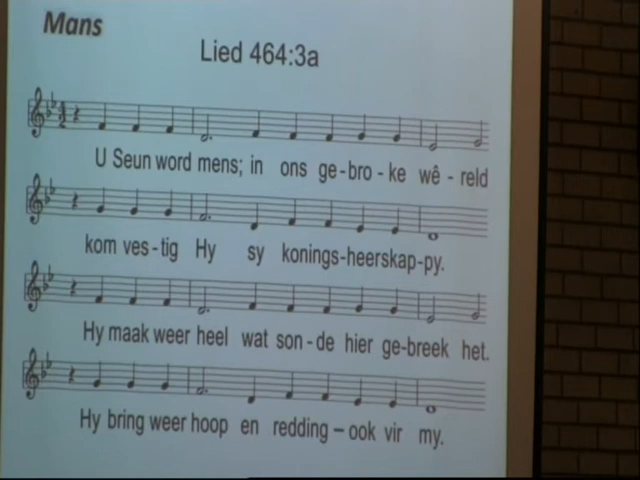 Mans
Lied 464:3a
U Seun word mens; in ons ge-bro-ke wê-reld
kom ves-tig Hy sy konings-heerskap-py.
Hy maak weer heel wat son-de hier ge-breek het.
Hy bring weer hoop en redding – ook vir my.